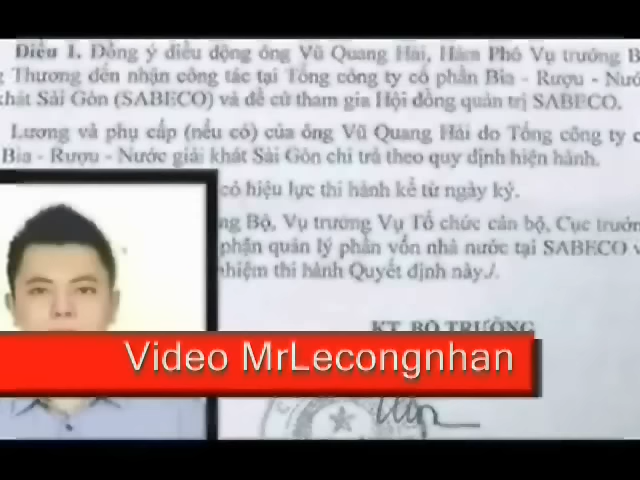 Điều 1. Đồng ý điều động ông Vũ Quang Hải, Hàm Phó Vụ trưởng B
Thương đến nhận công tác tại Tổng công ty cổ phần Bia - Rượu - Nướ
khát Sài Gòn (SABECO) và đề cử tham gia Hội đồng quản trị SABECO.
Lương và phụ cấp (nếu có) của ông Vũ Quang Hải do Tổng công ty c
Bia - Rượu - Nước giải khát Sài Gòn chi trả theo quy định hiện hành.
có hiệu lực thi hành kể từ ngày ký.
ng Bộ, Vụ trưởng Vụ Tổ chức cán bộ, Cục trưởn
phận quản lý phần vốn nhà nước tại SABECO v
nhiệm thi hành Quyết định này./.
KT. BỘ TRƯỞNG
Video MrLecongnhan